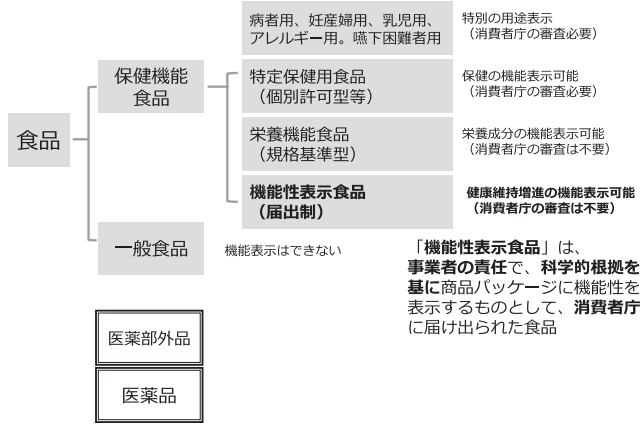 病者用、妊産婦用、乳児用、
アレルギー用。嚥下困難者用
特別の用途表示
（消費者庁の審査必要）
保健機能
食品
特定保健用食品
（個別許可型等）
保健の機能表示可能
（消費者庁の審査必要）
食品
栄養機能食品
（規格基準型）
栄養成分の機能表示可能
（消費者庁の審査は不要）
機能性表示食品
（届出制）
健康維持増進の機能表示可能
（消費者庁の審査は不要）
一般食品
機能表示はできない
「機能性表示食品」は、
事業者の責任で、科学的根拠を
基に商品パッケージに機能性を
表示するものとして、消費者庁
に届け出られた食品
医薬部外品
医薬品